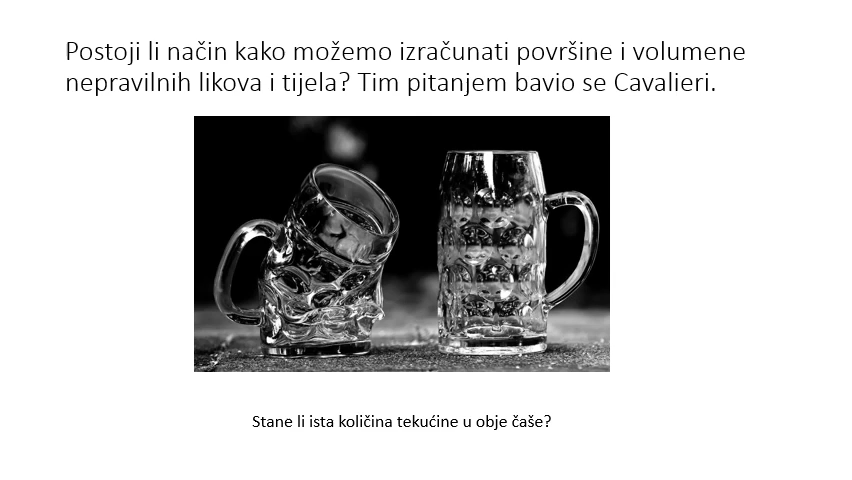 Postoji li način kako možemo izračunati površine i volumene
nepravilnih likova i tijela? Tim pitanjem bavio se Cavalieri.
Stane li ista količina tekućine u obje čaše?